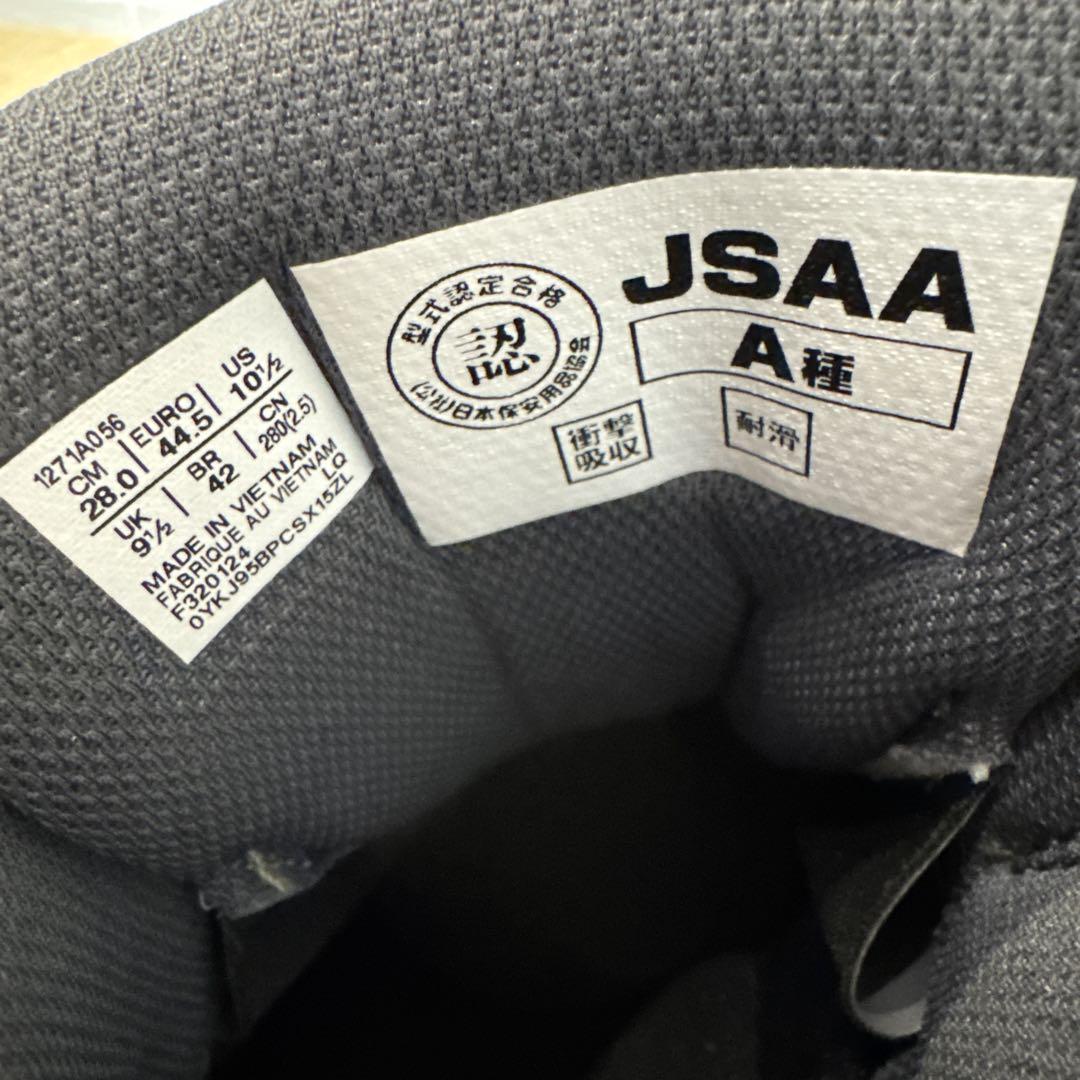 1271A056
CM | EURO | US
28.0 | 44.5 | 10½
UK | BR | CN
9½ | 42 | 280(2.5)
MADE IN VIETNAM
FABRIQUE AU VIETNAM
F320124 LQ
0YKJ95BPCSX15ZL
型式認定合格
認
(公社)日本保安用品協会
JSAA
A種
衝撃
吸収
耐滑